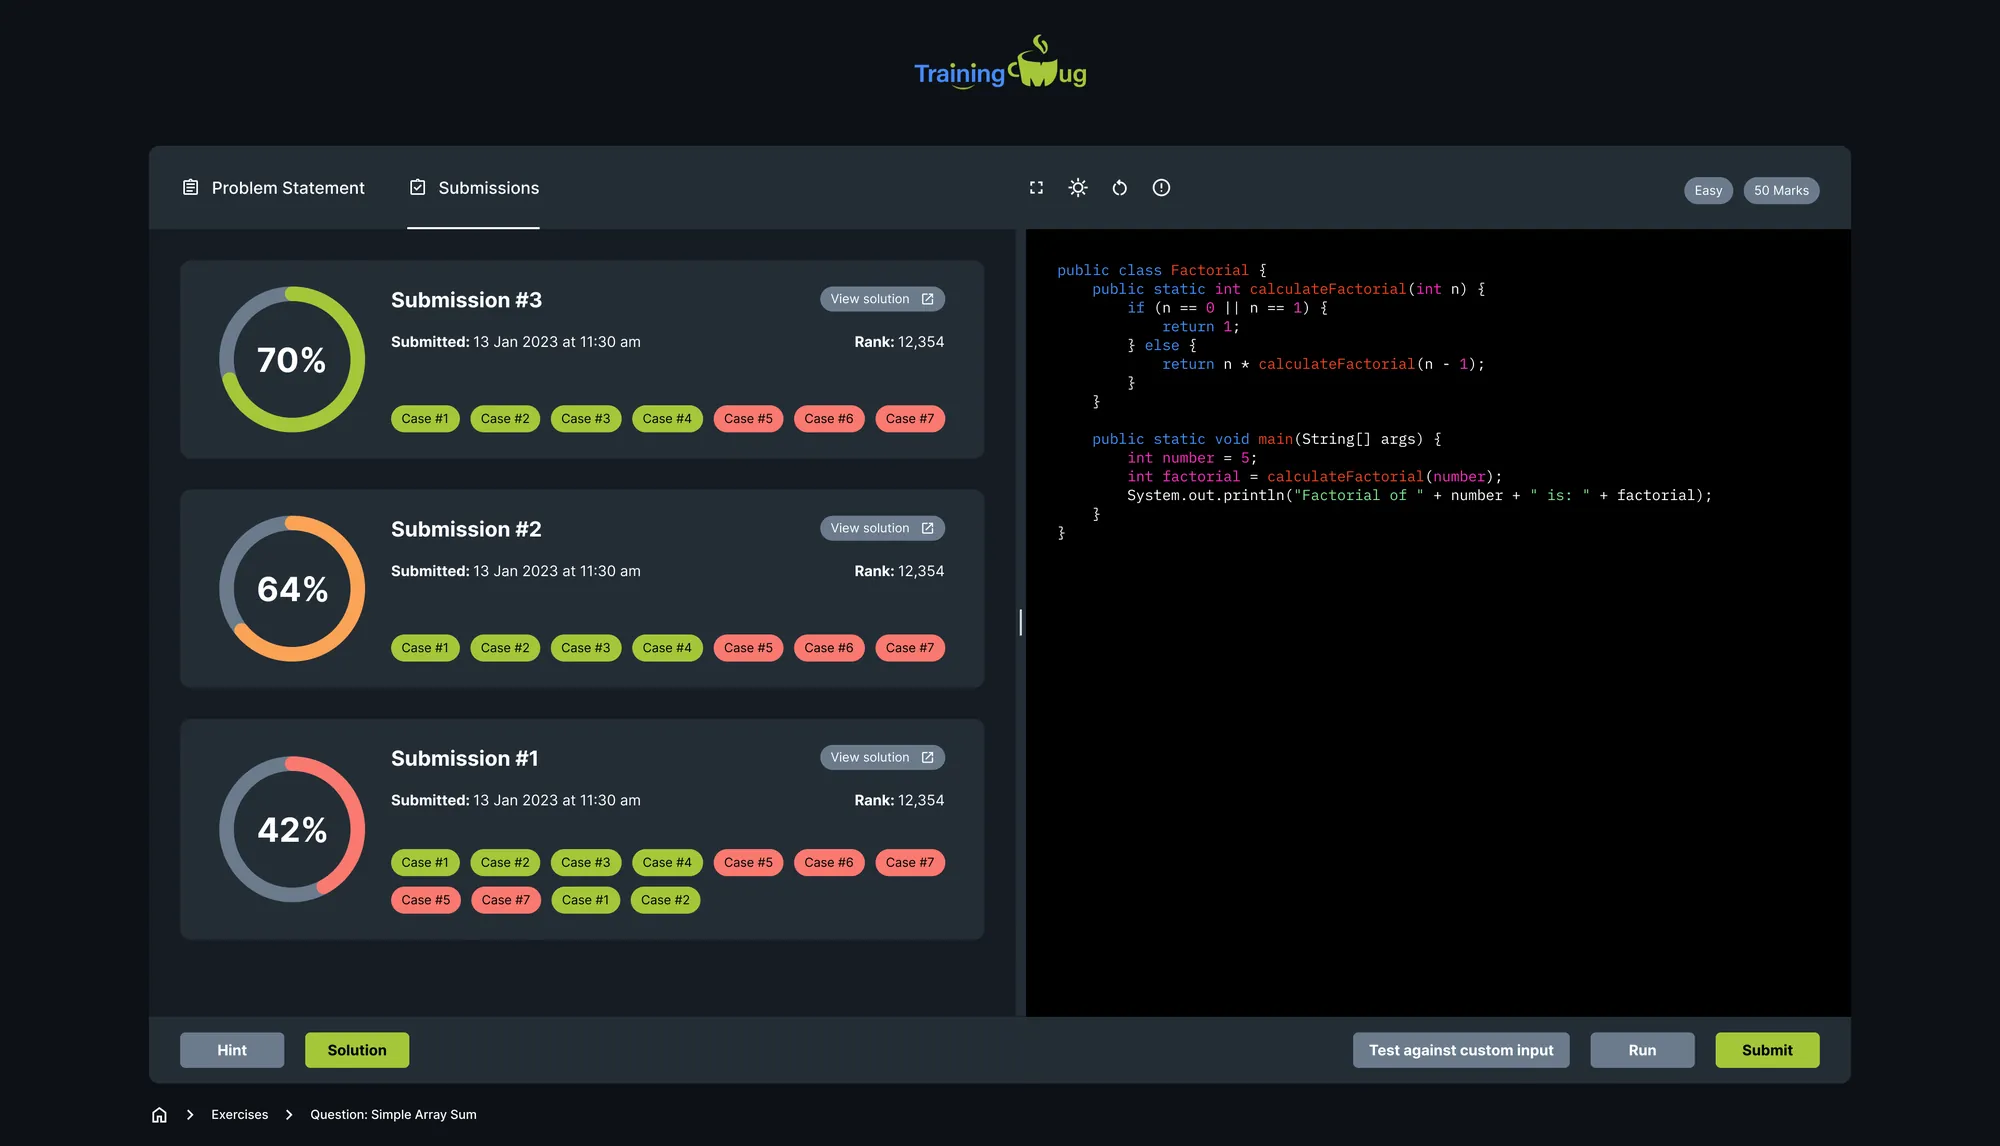 Training Mug
Problem Statement
Submissions
Easy
50 Marks
70%
Submission #3
View solution
Submitted: 13 Jan 2023 at 11:30 am
Rank: 12,354
Case #1 Case #2 Case #3 Case #4 Case #5 Case #6 Case #7
64%
Submission #2
View solution
Submitted: 13 Jan 2023 at 11:30 am
Rank: 12,354
Case #1 Case #2 Case #3 Case #4 Case #5 Case #6 Case #7
42%
Submission #1
View solution
Submitted: 13 Jan 2023 at 11:30 am
Rank: 12,354
Case #1 Case #2 Case #3 Case #4 Case #5 Case #6 Case #7
Case #5 Case #7 Case #1 Case #2
public class Factorial {
    public static int calculateFactorial(int n) {
        if (n == 0 || n == 1) {
            return 1;
        } else {
            return n * calculateFactorial(n - 1);
        }
    }
    public static void main(String[] args) {
        int number = 5;
        int factorial = calculateFactorial(number);
        System.out.println("Factorial of " + number + " is: " + factorial);
    }
}
Hint
Solution
Test against custom input
Run
Submit
Exercises
Question: Simple Array Sum